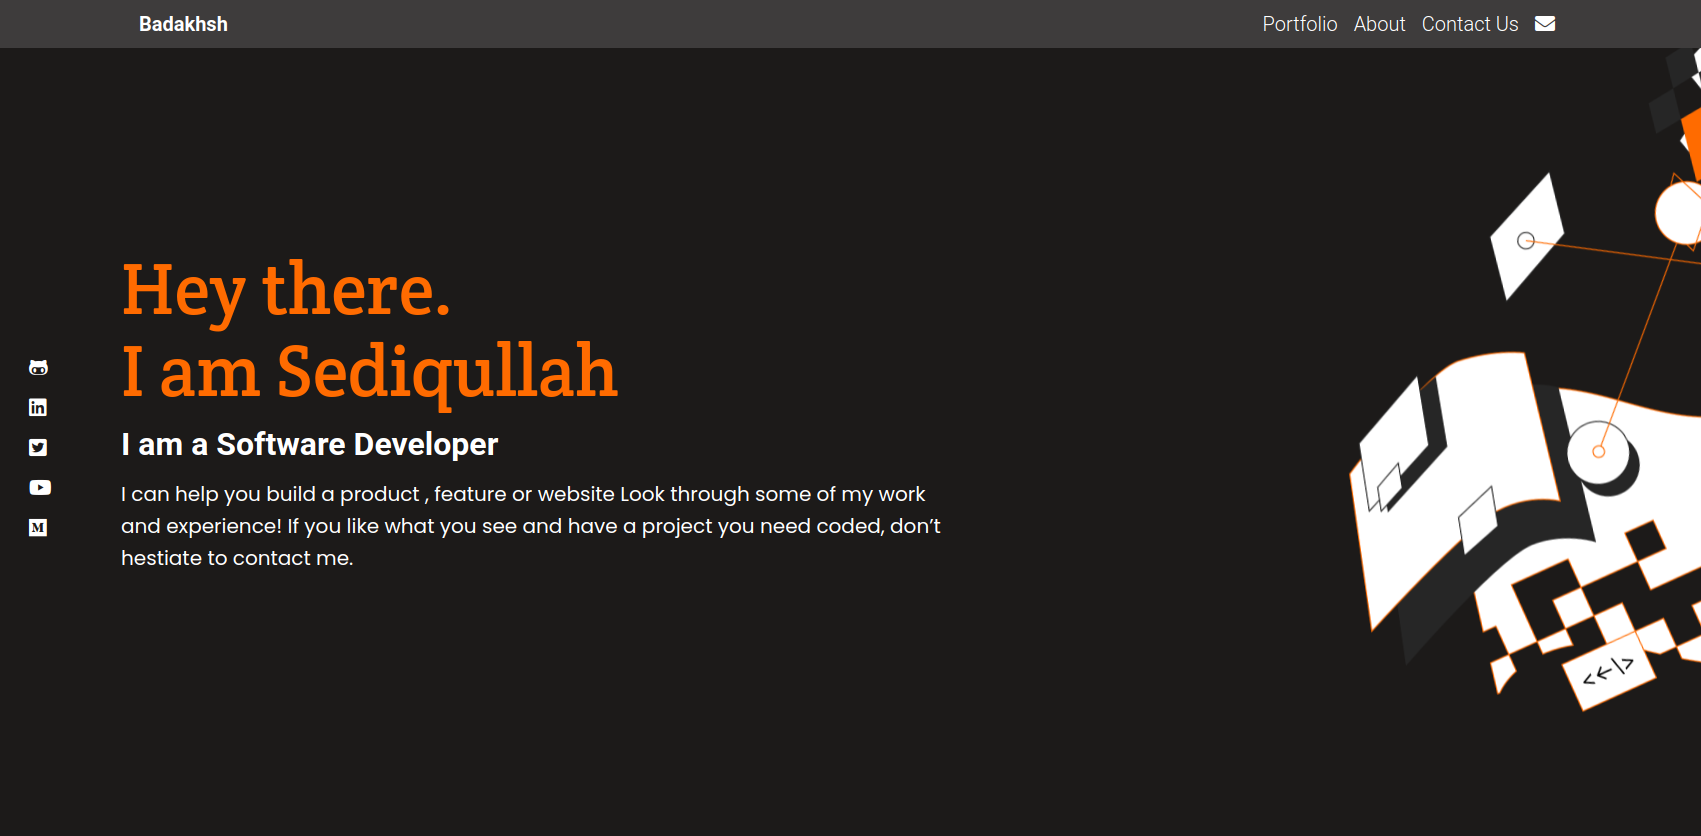 Badakhsh
Portfolio About Contact Us
Hey there.
I am Sediqullah
I am a Software Developer
I can help you build a product , feature or website Look through some of my work
and experience! If you like what you see and have a project you need coded, don’t
hestiate to contact me.